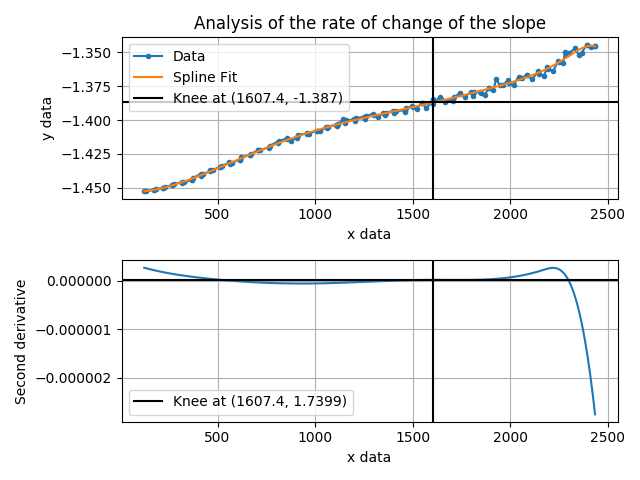 Analysis of the rate of change of the slope
−1.350
−1.375
−1.400
−1.425
−1.450
y data
Data
Spline Fit
Knee at (1607.4, -1.387)
500
1000
1500
2000
2500
x data
0.000000
−0.000001
−0.000002
Second derivative
Knee at (1607.4, 1.7399)
500
1000
1500
2000
2500
x data